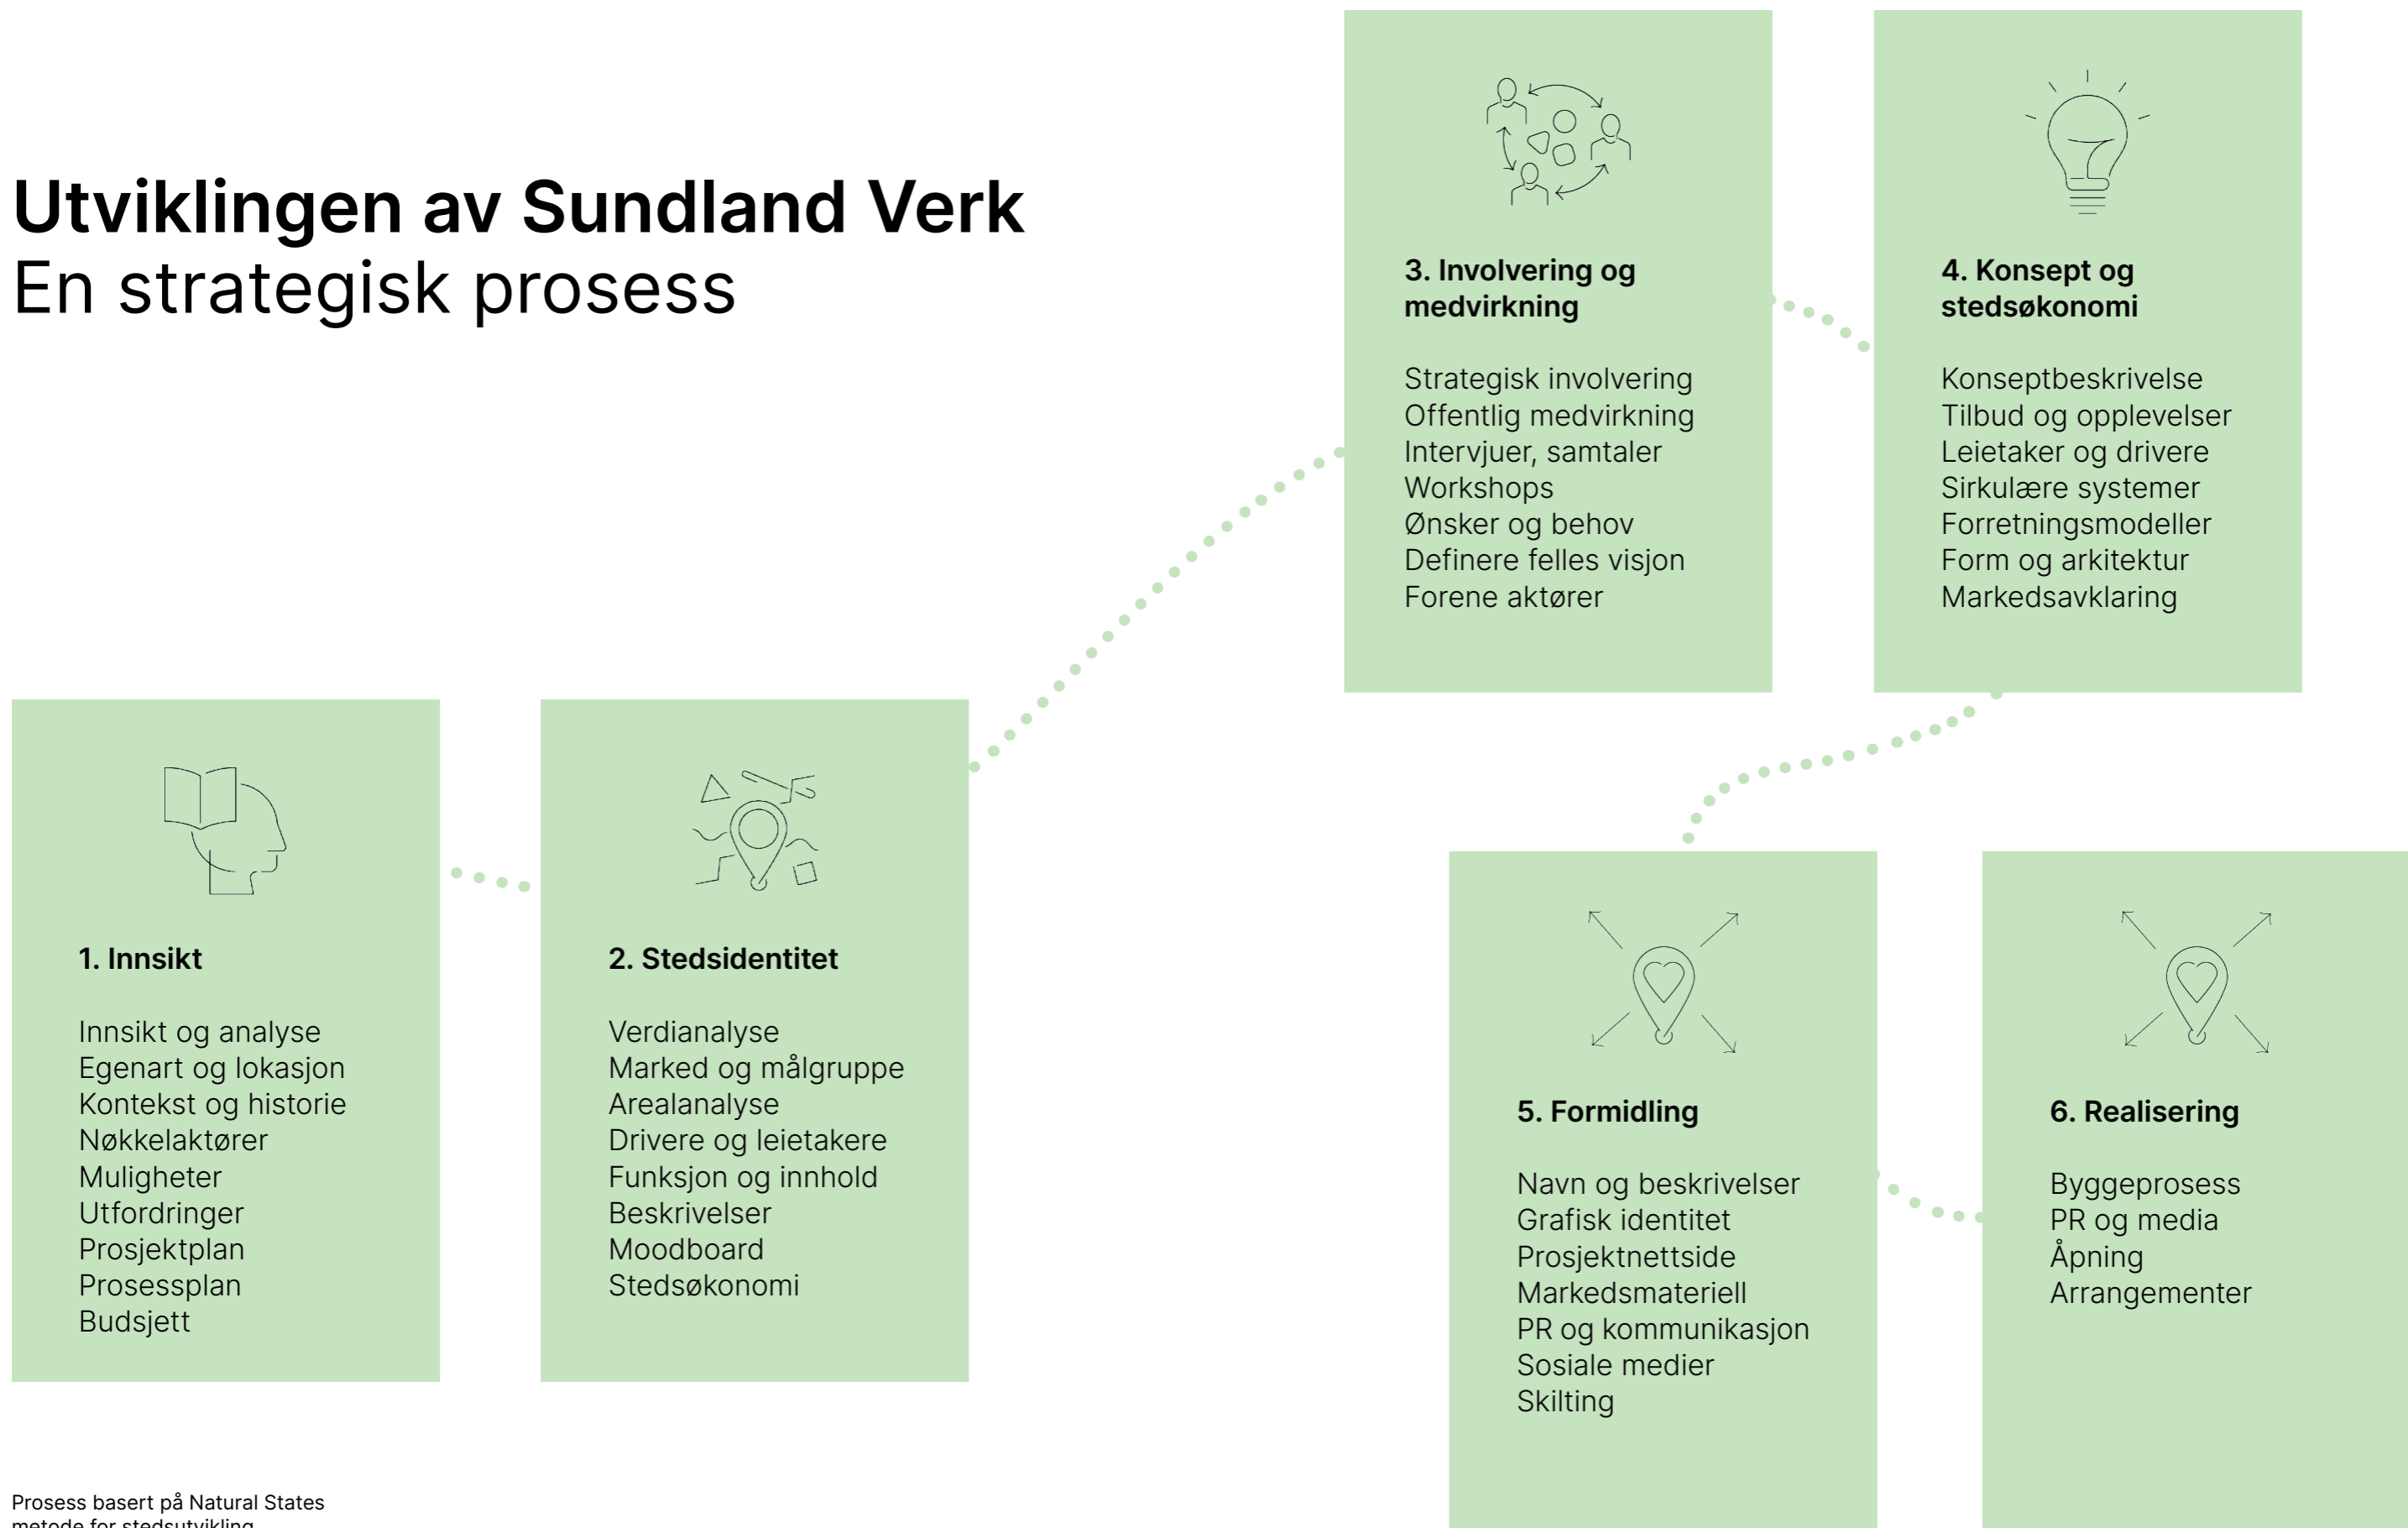 Utviklingen av Sundland Verk
En strategisk prosess
1. Innsikt
Innsikt og analyse
Egenart og lokasjon
Kontekst og historie
Nøkkelaktører
Muligheter
Utfordringer
Prosjektplan
Prosessplan
Budsjett
2. Stedsidentitet
Verdianalyse
Marked og målgruppe
Arealanalyse
Drivere og leietakere
Funksjon og innhold
Beskrivelser
Moodboard
Stedsøkonomi
3. Involvering og
medvirkning
Strategisk involvering
Offentlig medvirkning
Intervjuer, samtaler
Workshops
Ønsker og behov
Definere felles visjon
Forene aktører
4. Konsept og
stedsøkonomi
Konseptbeskrivelse
Tilbud og opplevelser
Leietaker og drivere
Sirkulære systemer
Forretningsmodeller
Form og arkitektur
Markedsavklaring
5. Formidling
Navn og beskrivelser
Grafisk identitet
Prosjektnettside
Markedsmateriell
PR og kommunikasjon
Sosiale medier
Skilting
6. Realisering
Byggeprosess
PR og media
Åpning
Arrangementer
Prosess basert på Natural States
metode for stedsutvikling